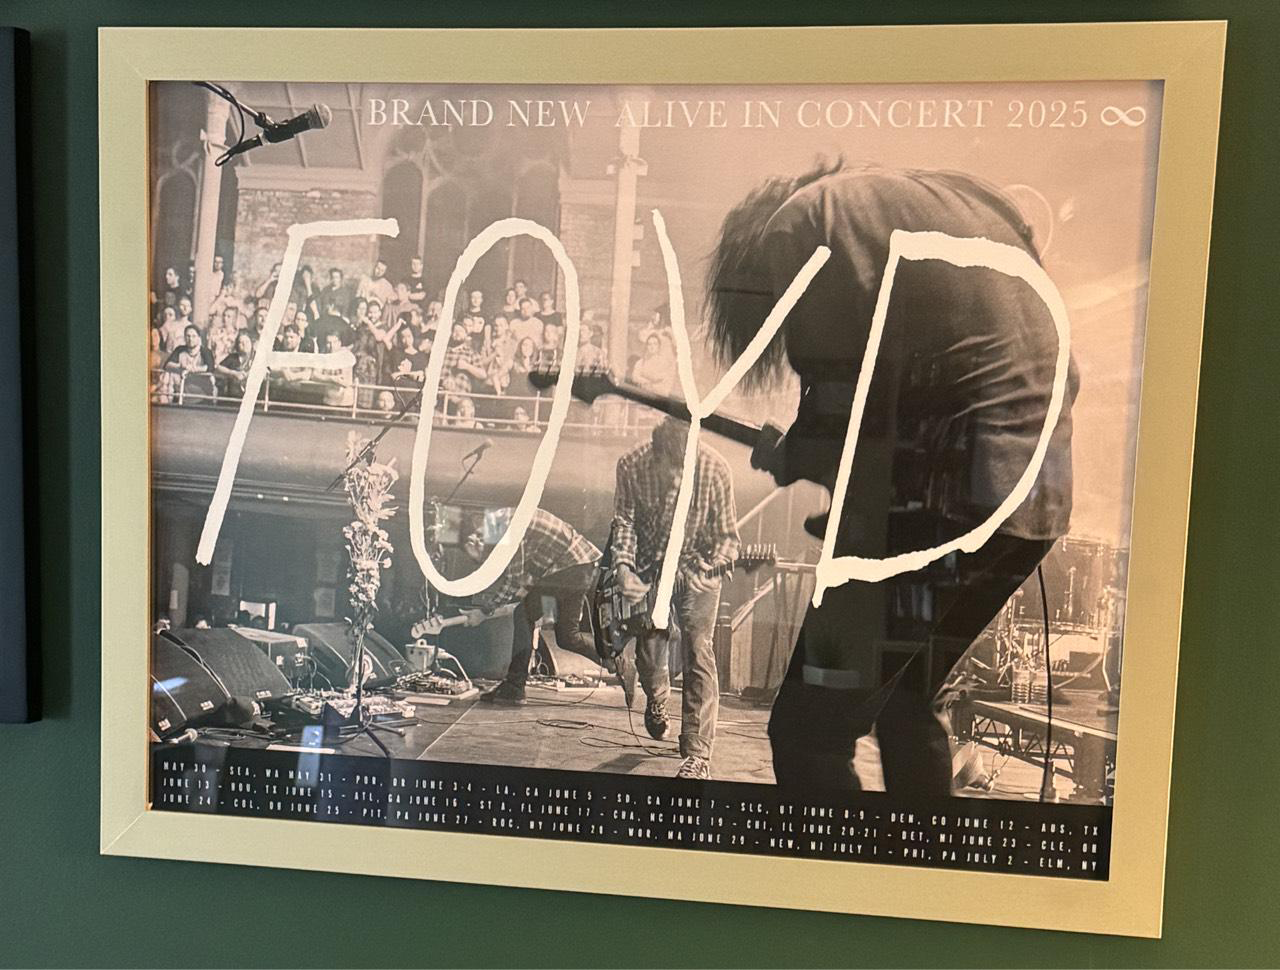 BRAND NEW ALIVE IN CONCERT 2025 ∞
FOYD
MAY 30 - SEA, WA MAY 31 - POR, OR JUNE 3-4 - LA, CA JUNE 5 - SD, CA JUNE 7 - SLC, UT JUNE 8-9 - DEN, CO JUNE 12 - AUS, TX
JUNE 13 - HOU, TX JUNE 15 - ATL, GA JUNE 16 - ST A, FL JUNE 17 - CHA, NC JUNE 19 - CHI, IL JUNE 20-21 - DET, MI JUNE 23 - CLE, OH
JUNE 24 - COL, OH JUNE 25 - PIT, PA JUNE 27 - ROC, NY JUNE 28 - WOR, MA JUNE 29 - NEW, NJ JULY 1 - PHI, PA JULY 2 - ELM, NY